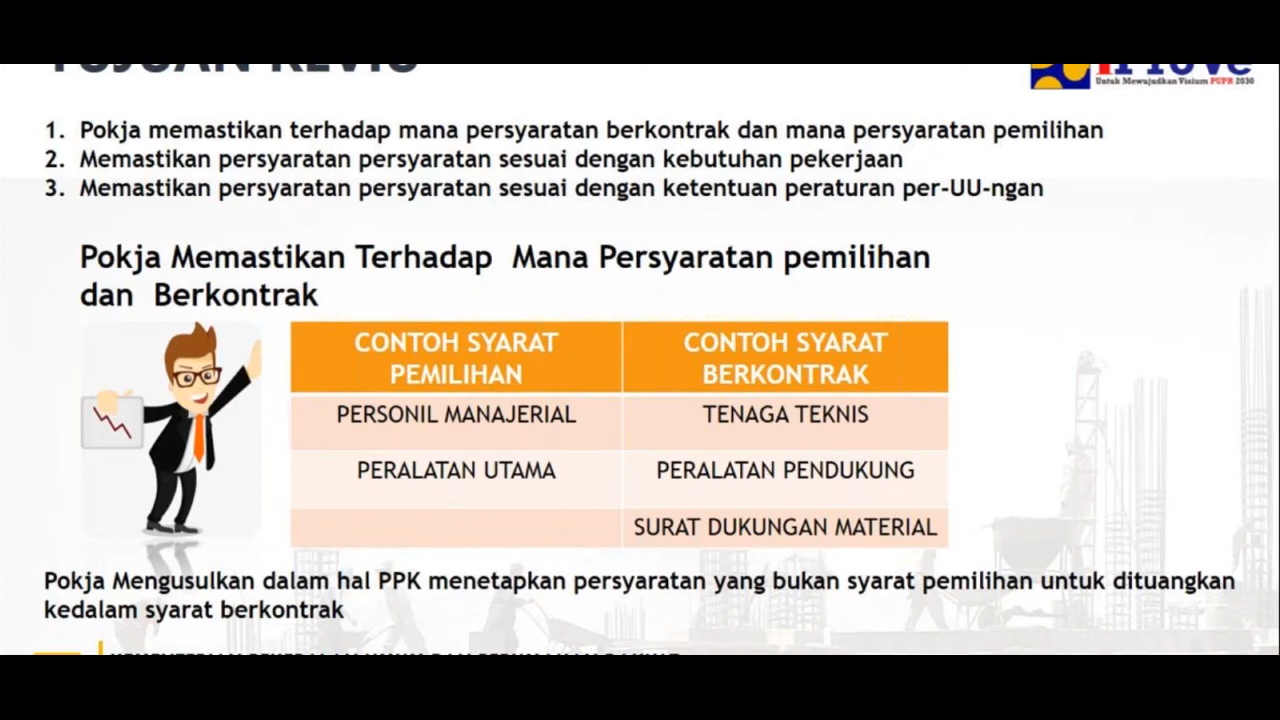 1. Pokja memastikan terhadap mana persyaratan berkontrak dan mana persyaratan pemilihan
2. Memastikan persyaratan persyaratan sesuai dengan kebutuhan pekerjaan
3. Memastikan persyaratan persyaratan sesuai dengan ketentuan peraturan per-UU-ngan
Untuk Mewujudkan Visium PUPR 2030
Pokja Memastikan Terhadap Mana Persyaratan pemilihan
dan Berkontrak
CONTOH SYARAT
PEMILIHAN
CONTOH SYARAT
BERKONTRAK
PERSONIL MANAJERIAL
TENAGA TEKNIS
PERALATAN UTAMA
PERALATAN PENDUKUNG
SURAT DUKUNGAN MATERIAL
Pokja Mengusulkan dalam hal PPK menetapkan persyaratan yang bukan syarat pemilihan untuk dituangkan
kedalam syarat berkontrak